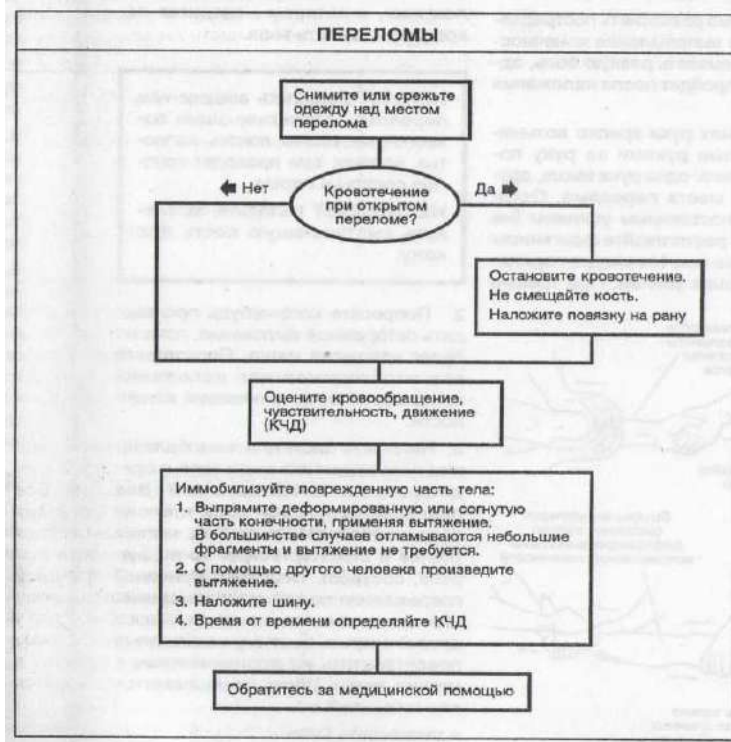 ПЕРЕЛОМЫ
Снимите или срежьте
одежду над местом
перелома
Нет
Да
Кровотечение
при открытом
переломе?
Остановите кровотечение.
Не смещайте кость.
Наложите повязку на рану
Оцените кровообращение,
чувствительность, движение
(КЧД)
Иммобилизуйте поврежденную часть тела:
1. Выпрямите деформированную или согнутую
часть конечности, применяя вытяжение.
В большинстве случаев отламываются небольшие
фрагменты и вытяжение не требуется.
2. С помощью другого человека произведите
вытяжение.
3. Наложите шину.
4. Время от времени определяйте КЧД
Обратитесь за медицинской помощью